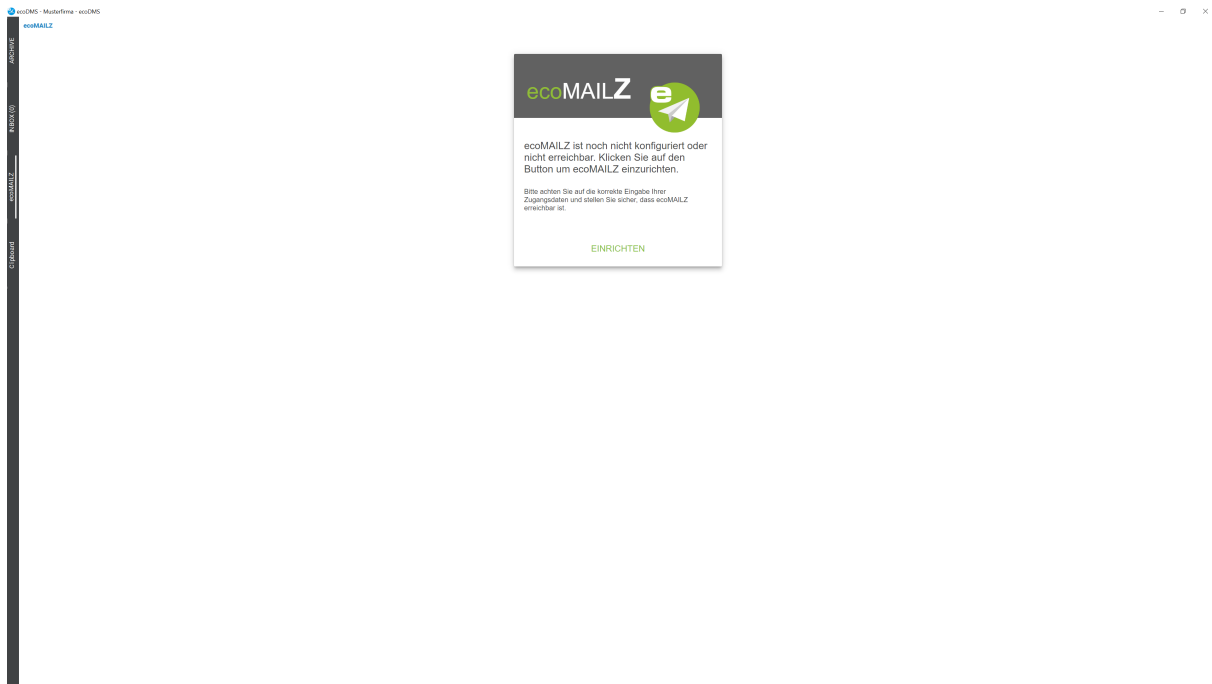 ecoDMS - Musterfirma - ecoDMS
ecoMAILZ
ARCHIVE
INBOX (0)
ecoMAILZ
Clipboard
ecoMAILZ
e
ecoMAILZ ist noch nicht konfiguriert oder
nicht erreichbar. Klicken Sie auf den
Button um ecoMAILZ einzurichten.
Bitte achten Sie auf die korrekte Eingabe Ihrer
Zugangsdaten und stellen Sie sicher, dass ecoMAILZ
erreichbar ist.
EINRICHTEN